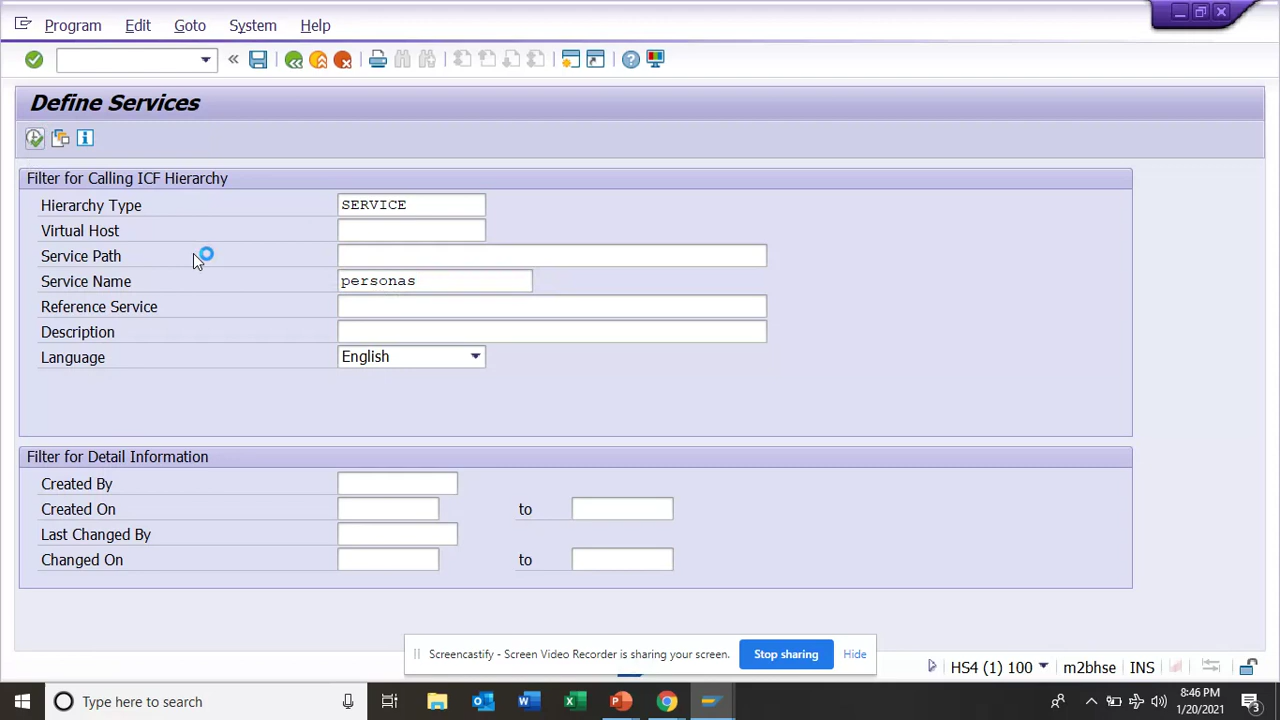 Program Edit Goto System Help
Define Services
Filter for Calling ICF Hierarchy
Hierarchy Type SERVICE
Virtual Host
Service Path
Service Name personas
Reference Service
Description
Language English
Filter for Detail Information
Created By
Created On to
Last Changed By
Changed On to
Screencastify - Screen Video Recorder is sharing your screen. Stop sharing Hide
HS4 (1) 100 m2bhse INS
Type here to search
8:46 PM
1/20/2021
3